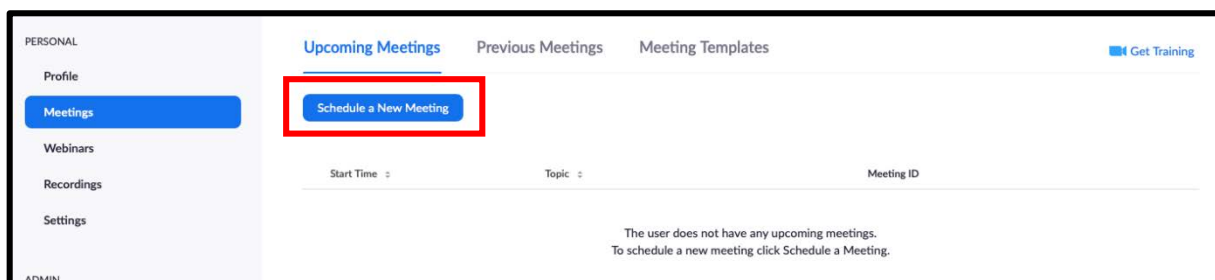 PERSONAL
Profile
Meetings
Webinars
Recordings
Settings
ADMIN
Upcoming Meetings Previous Meetings Meeting Templates Get Training
Schedule a New Meeting
Start Time Topic Meeting ID
The user does not have any upcoming meetings.
To schedule a new meeting click Schedule a Meeting.